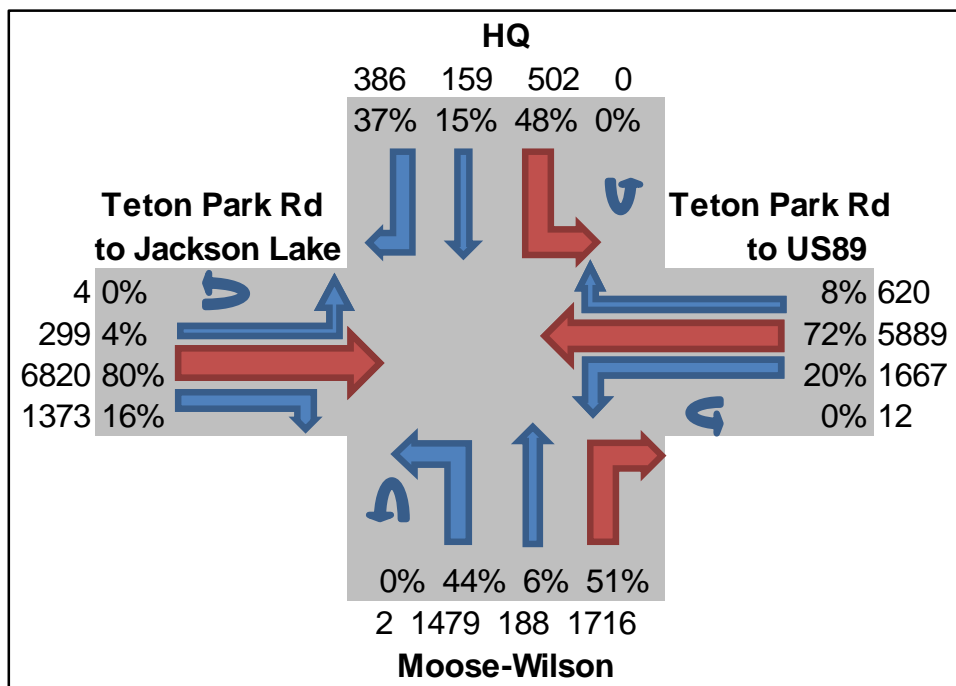 HQ
386 159 502 0
37% 15% 48% 0%
Teton Park Rd
to Jackson Lake
Teton Park Rd
to US89
4 0%
299 4%
6820 80%
1373 16%
8% 620
72% 5889
20% 1667
0% 12
0% 44% 6% 51%
2 1479 188 1716
Moose-Wilson